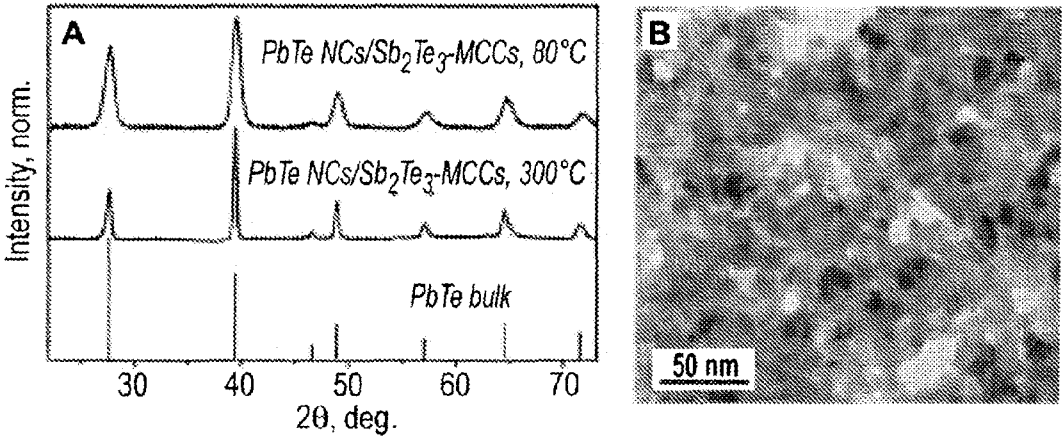 A
PbTe NCs/Sb₂Te₃-MCCs, 80°C
PbTe NCs/Sb₂Te₃-MCCs, 300°C
PbTe bulk
Intensity, norm.
30 40 50 60 70
2θ, deg.
B
50 nm